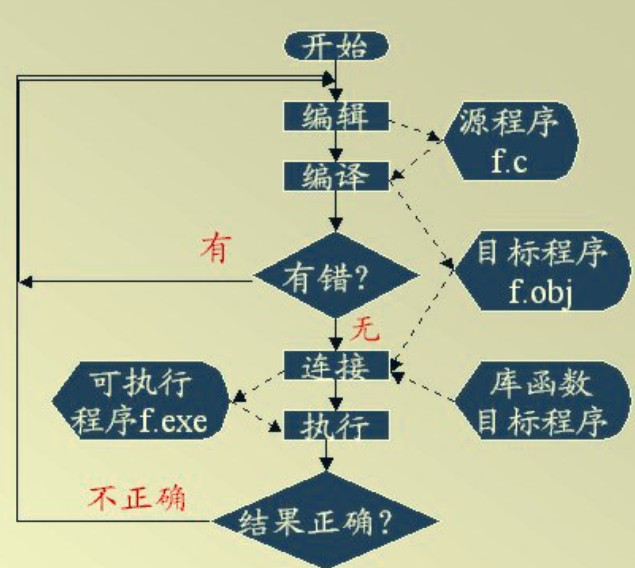 开始
编辑
源程序
f.c
编译
有
有错?
目标程序
f.obj
无
连接
可执行
程序f.exe
库函数
目标程序
执行
不正确
结果正确?